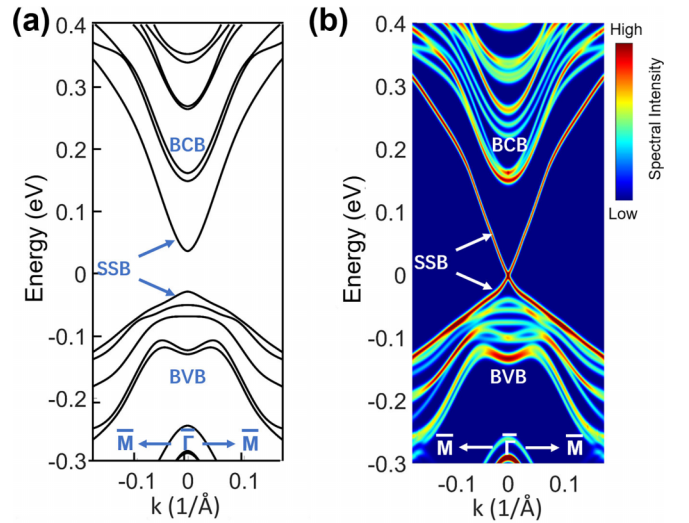 (a)
0.4
0.3
0.2
0.1
0
-0.1
-0.2
-0.3
Energy (eV)
BCB
SSB
BVB
M̅ Γ̅ M̅
-0.1 0 0.1
k (1/Å)
(b)
0.4
0.3
0.2
0.1
0
-0.1
-0.2
-0.3
Energy (eV)
BCB
SSB
BVB
M̅ Γ̅ M̅
-0.1 0 0.1
k (1/Å)
High
Spectral Intensity
Low